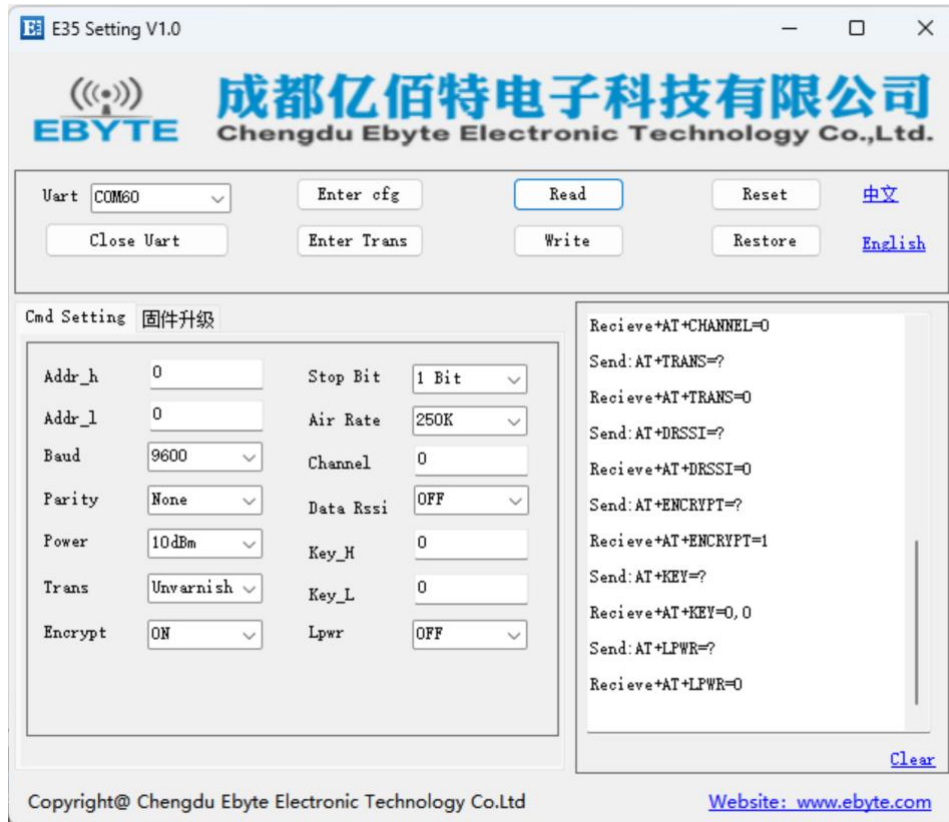 E35 Setting V1.0
EBYTE
成都亿佰特电子科技有限公司
Chengdu Ebyte Electronic Technology Co.,Ltd.
Uart COM60 Enter cfg Read Reset 中文
Close Uart Enter Trans Write Restore English
Cmd Setting 固件升级
Addr_h 0 Stop Bit 1 Bit
Addr_l 0 Air Rate 250K
Baud 9600 Channel 0
Parity None Data Rssi OFF
Power 10dBm Key_H 0
Trans Unvarnish Key_L 0
Encrypt ON Lpwr OFF
Recieve+AT+CHANNEL=0
Send:AT+TRANS=?
Recieve+AT+TRANS=0
Send:AT+DRSSI=?
Recieve+AT+DRSSI=0
Send:AT+ENCRYPT=?
Recieve+AT+ENCRYPT=1
Send:AT+KEY=?
Recieve+AT+KEY=0,0
Send:AT+LPWR=?
Recieve+AT+LPWR=0
Clear
Copyright@ Chengdu Ebyte Electronic Technology Co.Ltd Website: www.ebyte.com